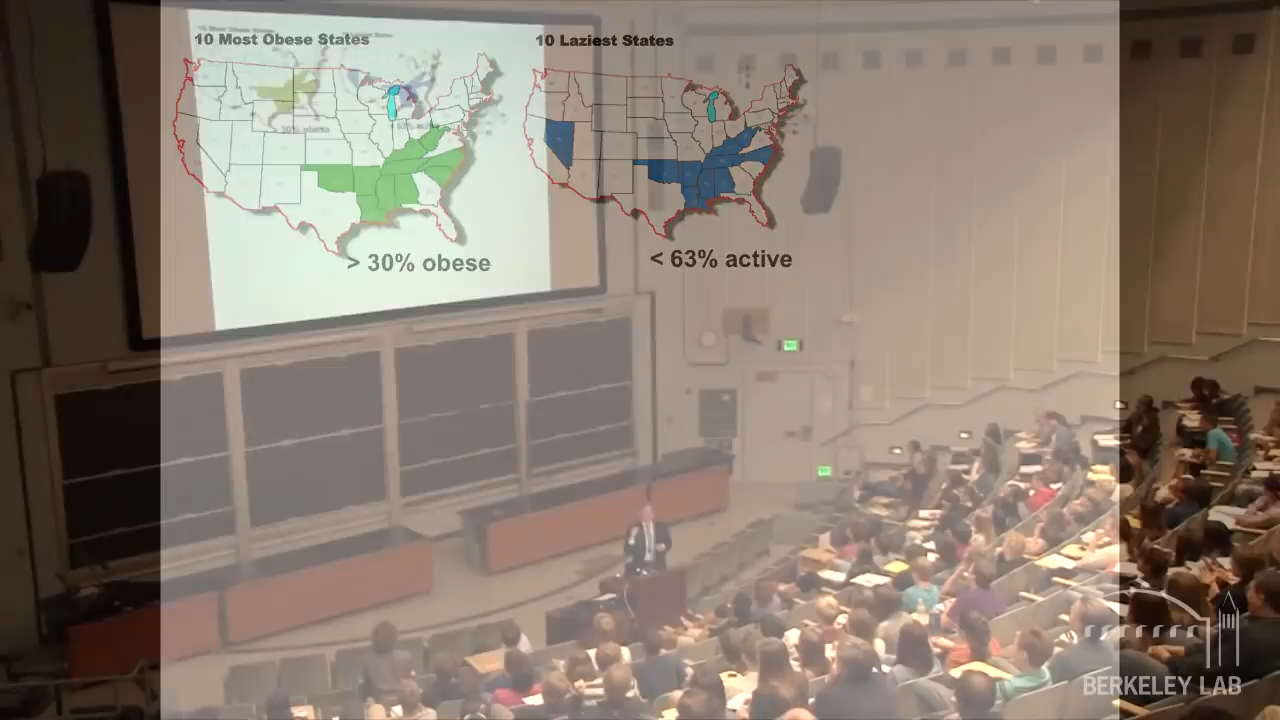 10 Most Obese States
10 Laziest States
> 30% obese
< 63% active
BERKELEY LAB